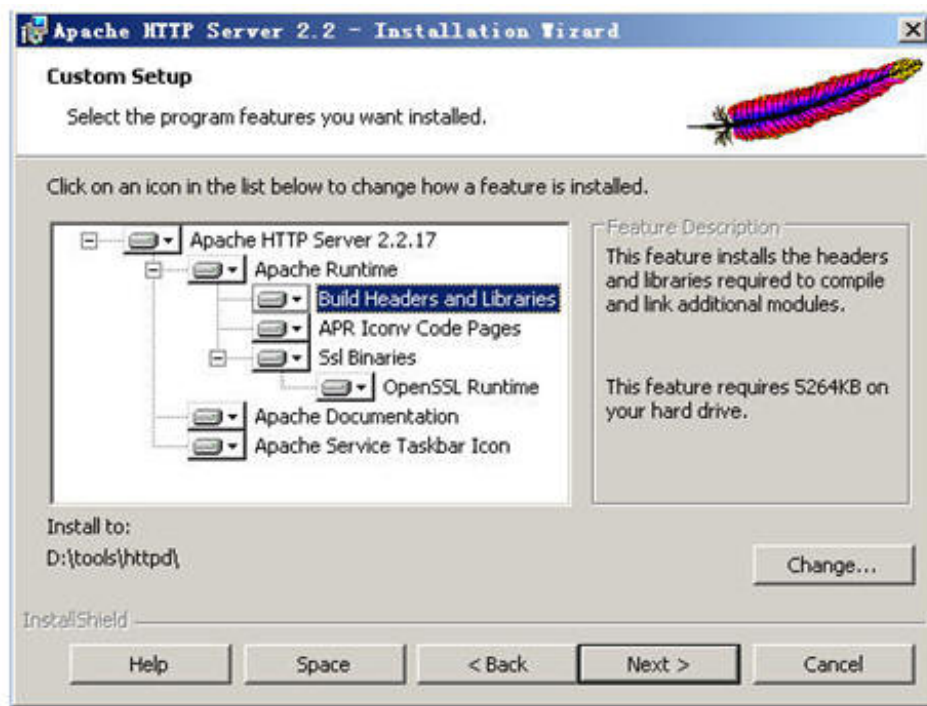 Apache HTTP Server 2.2 - Installation Wizard
Custom Setup
Select the program features you want installed.
Click on an icon in the list below to change how a feature is installed.
Apache HTTP Server 2.2.17
Apache Runtime
Build Headers and Libraries
APR Iconv Code Pages
Ssl Binaries
OpenSSL Runtime
Apache Documentation
Apache Service Taskbar Icon
Feature Description
This feature installs the headers
and libraries required to compile
and link additional modules.
This feature requires 5264KB on
your hard drive.
Install to:
D:\tools\httpd\
Change...
InstallShield
Help
Space
< Back
Next >
Cancel